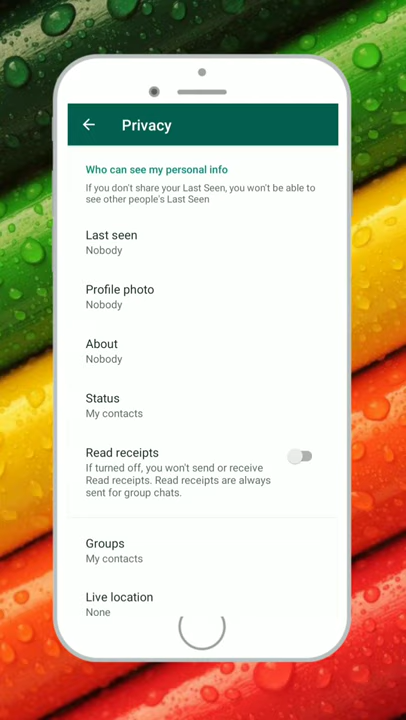 Privacy
Who can see my personal info
If you don't share your Last Seen, you won't be able to
see other people's Last Seen
Last seen
Nobody
Profile photo
Nobody
About
Nobody
Status
My contacts
Read receipts
If turned off, you won't send or receive
Read receipts. Read receipts are always
sent for group chats.
Groups
My contacts
Live location
None